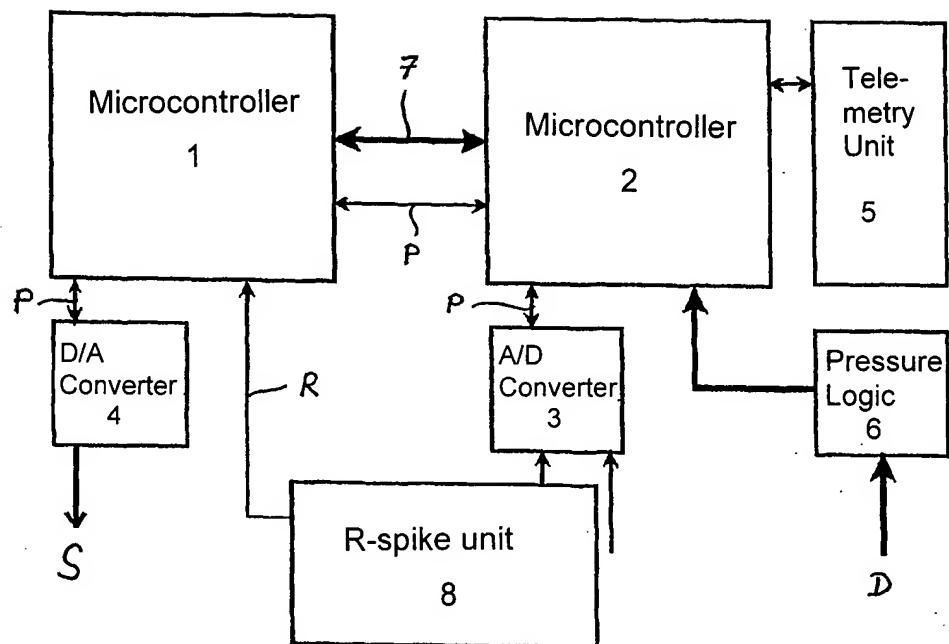 Microcontroller
1
7
P
Microcontroller
2
Tele-
metry
Unit
5
P
D/A
Converter
4
S
R
P
A/D
Converter
3
Pressure
Logic
6
D
R-spike unit
8